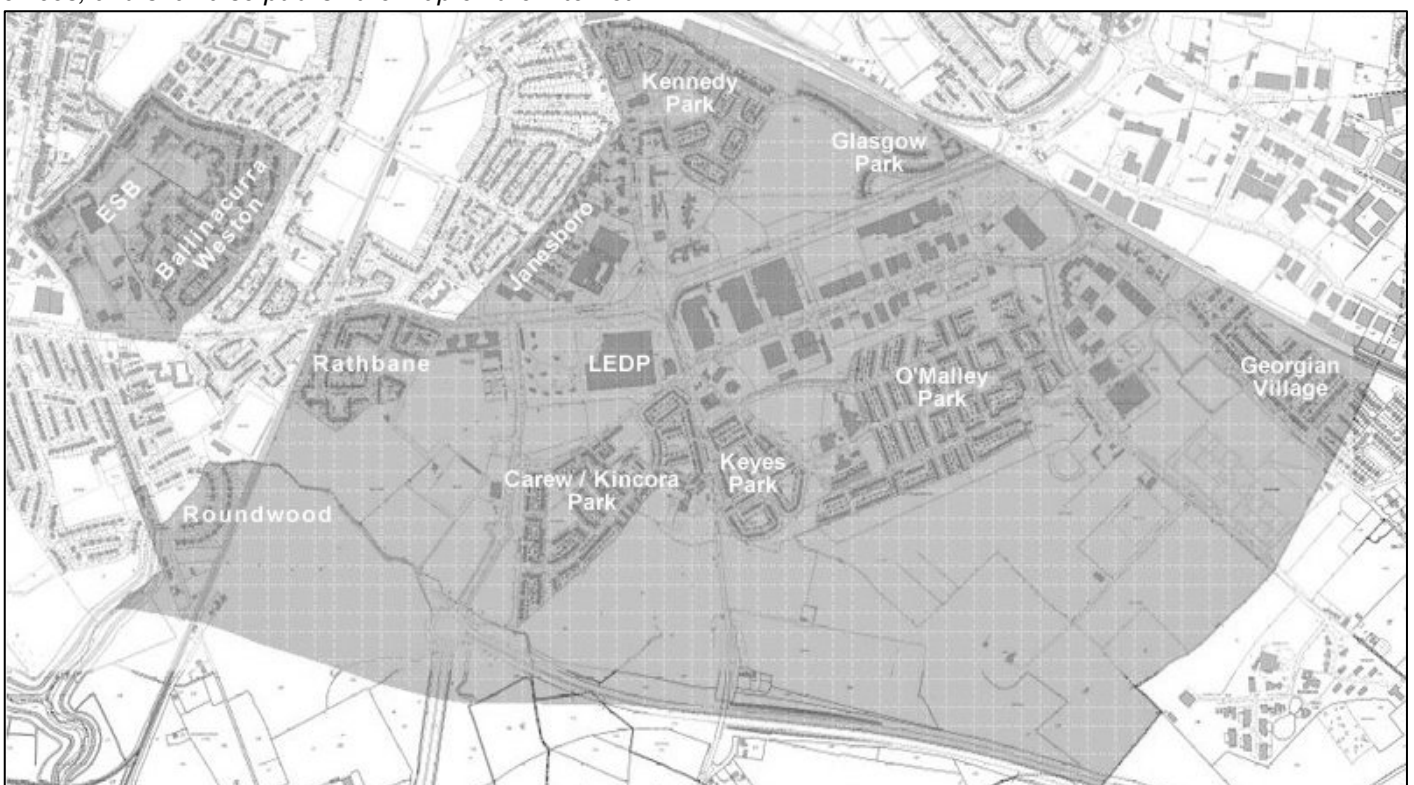 Kennedy
Park
Glasgow
Park
ESB
Ballinacurra
Weston
Janesboro
Rathbane
LEDP
O'Malley
Park
Georgian
Village
Carew / Kincora
Park
Keyes
Park
Roundwood